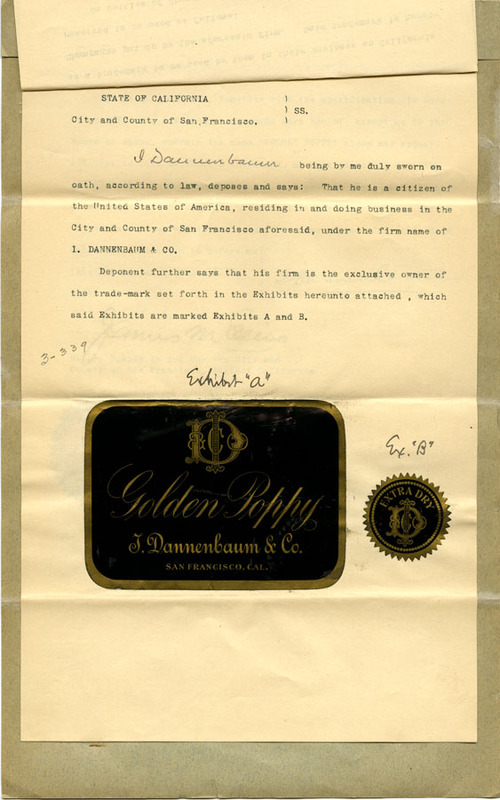 STATE OF CALIFORNIA )
) SS.
City and County of San Francisco. )
I Dannenbaum being by me duly sworn on
oath, according to law, deposes and says: That he is a citizen of
the United States of America, residing in and doing business in the
City and County of San Francisco aforesaid, under the firm name of
I. DANNENBAUM & CO.
Deponent further says that his firm is the exclusive owner of
the trade-mark set forth in the Exhibits hereunto attached , which
said Exhibits are marked Exhibits A and B.
3-339
Exhibit "a"
Ex. "B"
Golden Poppy
I. Dannenbaum & Co.
SAN FRANCISCO, CAL.
EXTRA DRY